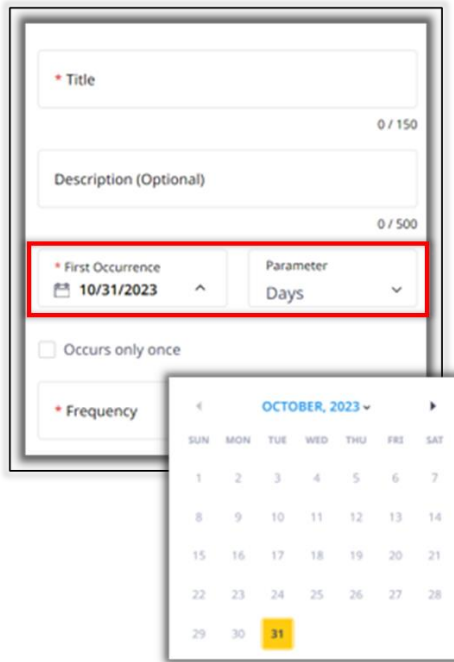 * Title
0 / 150
Description (Optional)
0 / 500
* First Occurrence Parameter
10/31/2023 Days
Occurs only once
* Frequency
OCTOBER, 2023
SUN MON TUE WED THU FRI SAT
1 2 3 4 5 6 7
8 9 10 11 12 13 14
15 16 17 18 19 20 21
22 23 24 25 26 27 28
29 30 31